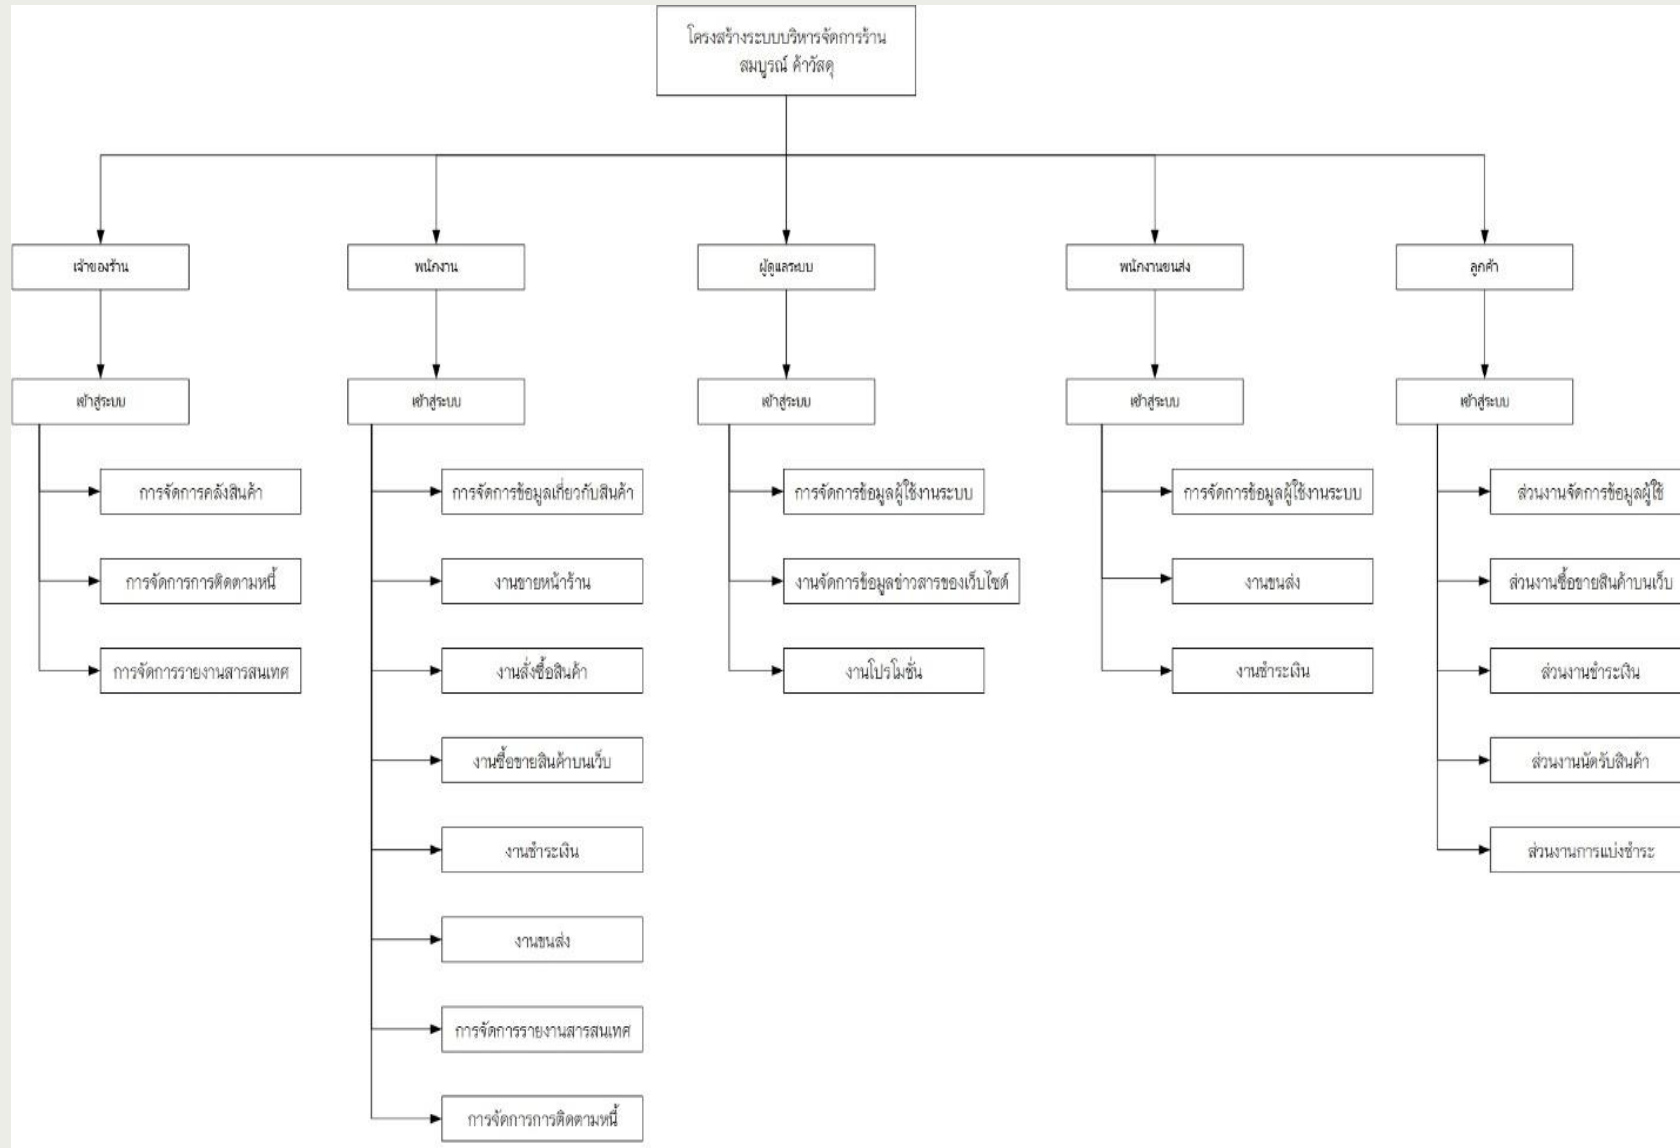 โครงสร้างระบบบริหารจัดการร้าน
สมบูรณ์ ค้าวัสดุ
เจ้าของร้าน
พนักงาน
ผู้ดูแลระบบ
พนักงานขนส่ง
ลูกค้า
เข้าสู่ระบบ
เข้าสู่ระบบ
เข้าสู่ระบบ
เข้าสู่ระบบ
เข้าสู่ระบบ
การจัดการคลังสินค้า
การจัดการข้อมูลเกี่ยวกับสินค้า
การจัดการข้อมูลผู้ใช้งานระบบ
การจัดการข้อมูลผู้ใช้งานระบบ
ส่วนงานจัดการข้อมูลผู้ใช้
การจัดการการติดตามหนี้
งานขายหน้าร้าน
งานจัดการข้อมูลข่าวสารของเว็บไซต์
งานขนส่ง
ส่วนงานซื้อขายสินค้าบนเว็บ
การจัดการรายงานสารสนเทศ
งานสั่งซื้อสินค้า
งานโปรโมชั่น
งานชำระเงิน
ส่วนงานชำระเงิน
งานซื้อขายสินค้าบนเว็บ
ส่วนงานนัดรับสินค้า
งานชำระเงิน
ส่วนงานการแบ่งชำระ
งานขนส่ง
การจัดการรายงานสารสนเทศ
การจัดการการติดตามหนี้